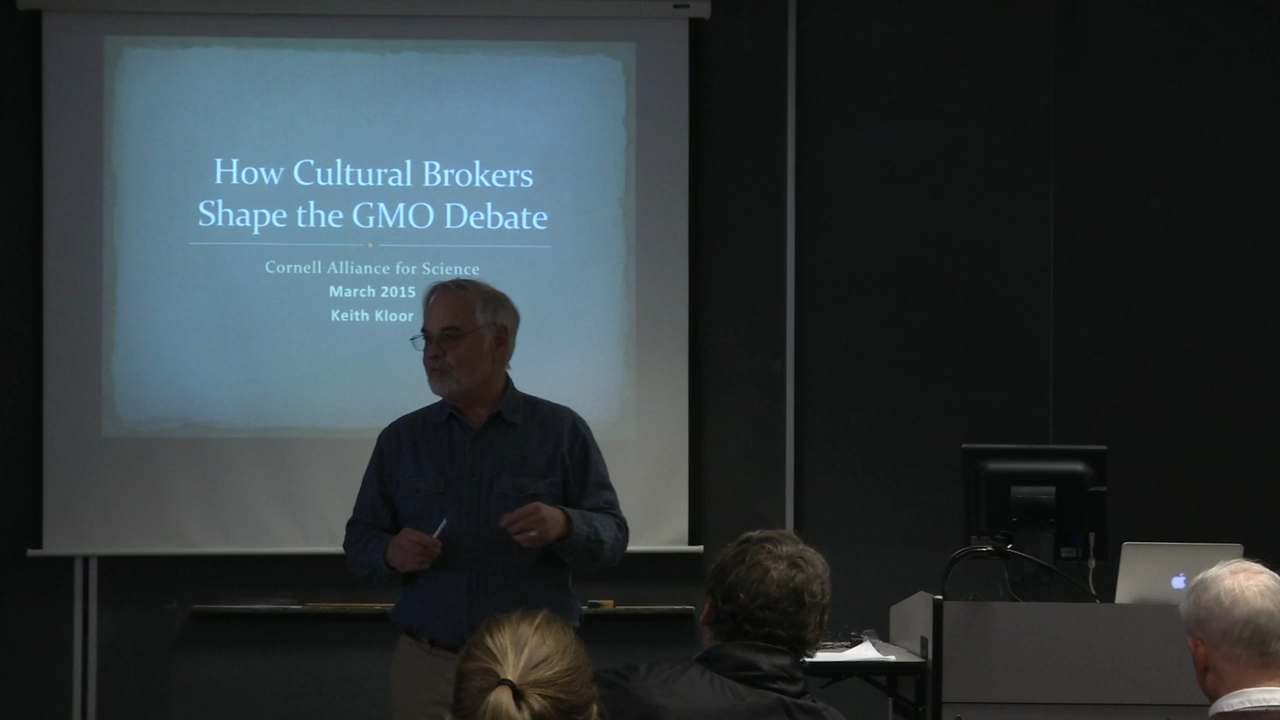 How Cultural Brokers
Shape the GMO Debate
Cornell Alliance for Science
March 2015
Keith Kloor